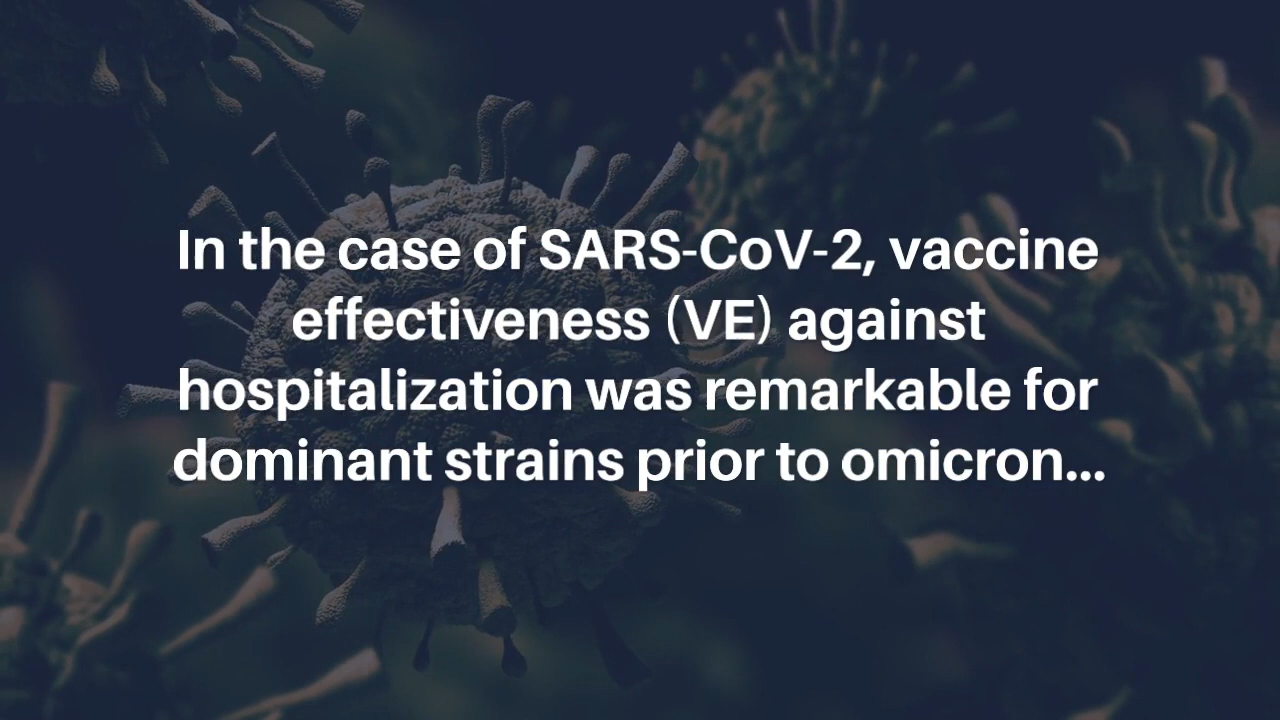 In the case of SARS-CoV-2, vaccine
effectiveness (VE) against
hospitalization was remarkable for
dominant strains prior to omicron...